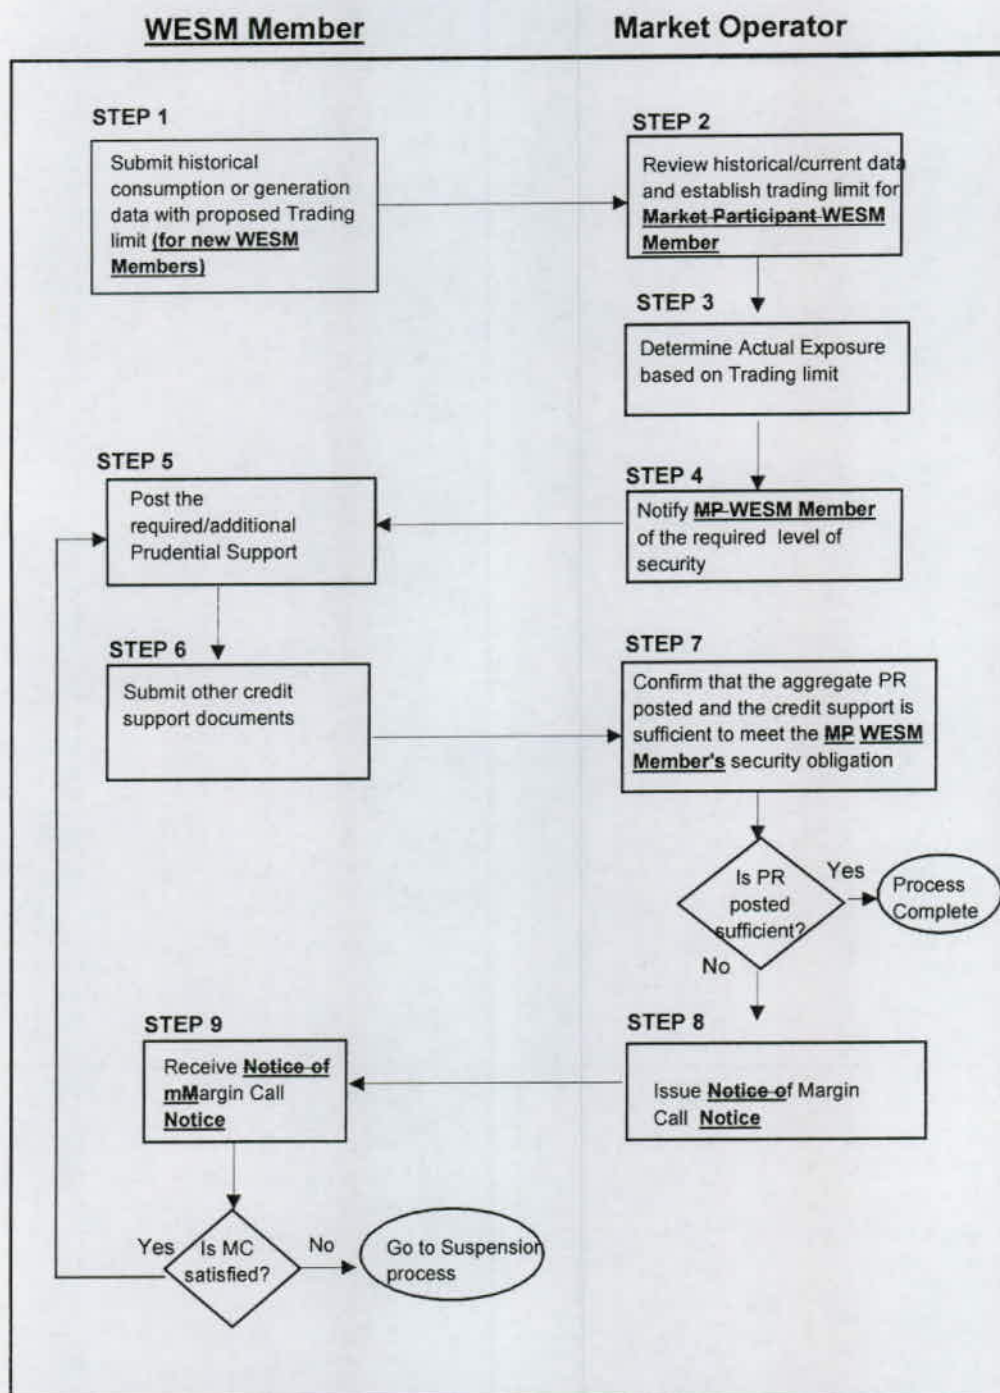 WESM Member
Market Operator
STEP 1
Submit historical
consumption or generation
data with proposed Trading
limit (for new WESM
Members)
STEP 2
Review historical/current data
and establish trading limit for
Market Participant WESM
Member
STEP 3
Determine Actual Exposure
based on Trading limit
STEP 4
Notify MP WESM Member
of the required level of
security
STEP 5
Post the
required/additional
Prudential Support
STEP 6
Submit other credit
support documents
STEP 7
Confirm that the aggregate PR
posted and the credit support is
sufficient to meet the MP WESM
Member's security obligation
Is PR
posted
sufficient?
Yes
Process
Complete
No
STEP 8
Issue Notice of Margin
Call Notice
STEP 9
Receive Notice of
mMargin Call
Notice
Is MC
satisfied?
Yes
No
Go to Suspension
process